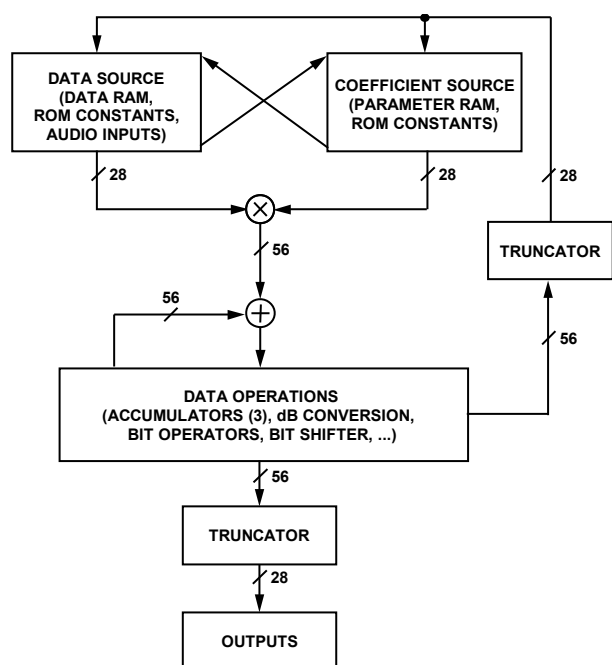 DATA SOURCE
(DATA RAM,
ROM CONSTANTS,
AUDIO INPUTS)
COEFFICIENT SOURCE
(PARAMETER RAM,
ROM CONSTANTS)
28
28
28
TRUNCATOR
56
56
56
DATA OPERATIONS
(ACCUMULATORS (3), dB CONVERSION,
BIT OPERATORS, BIT SHIFTER, ...)
56
TRUNCATOR
28
OUTPUTS